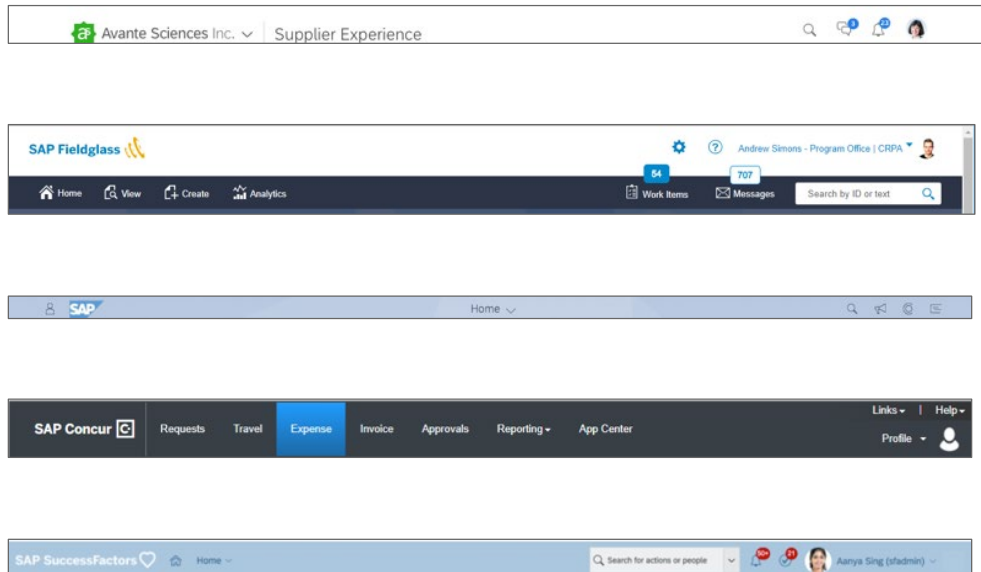 Avante Sciences Inc. Supplier Experience 3 23
SAP Fieldglass Andrew Simons - Program Office | CRPA
54 707
Home View Create Analytics Work Items Messages Search by ID or text
SAP Home
Links | Help
SAP Concur C Requests Travel Expense Invoice Approvals Reporting App Center
Profile
SAP SuccessFactors Home Search for actions or people 50+ 21 Aanya Sing (sfadmin)